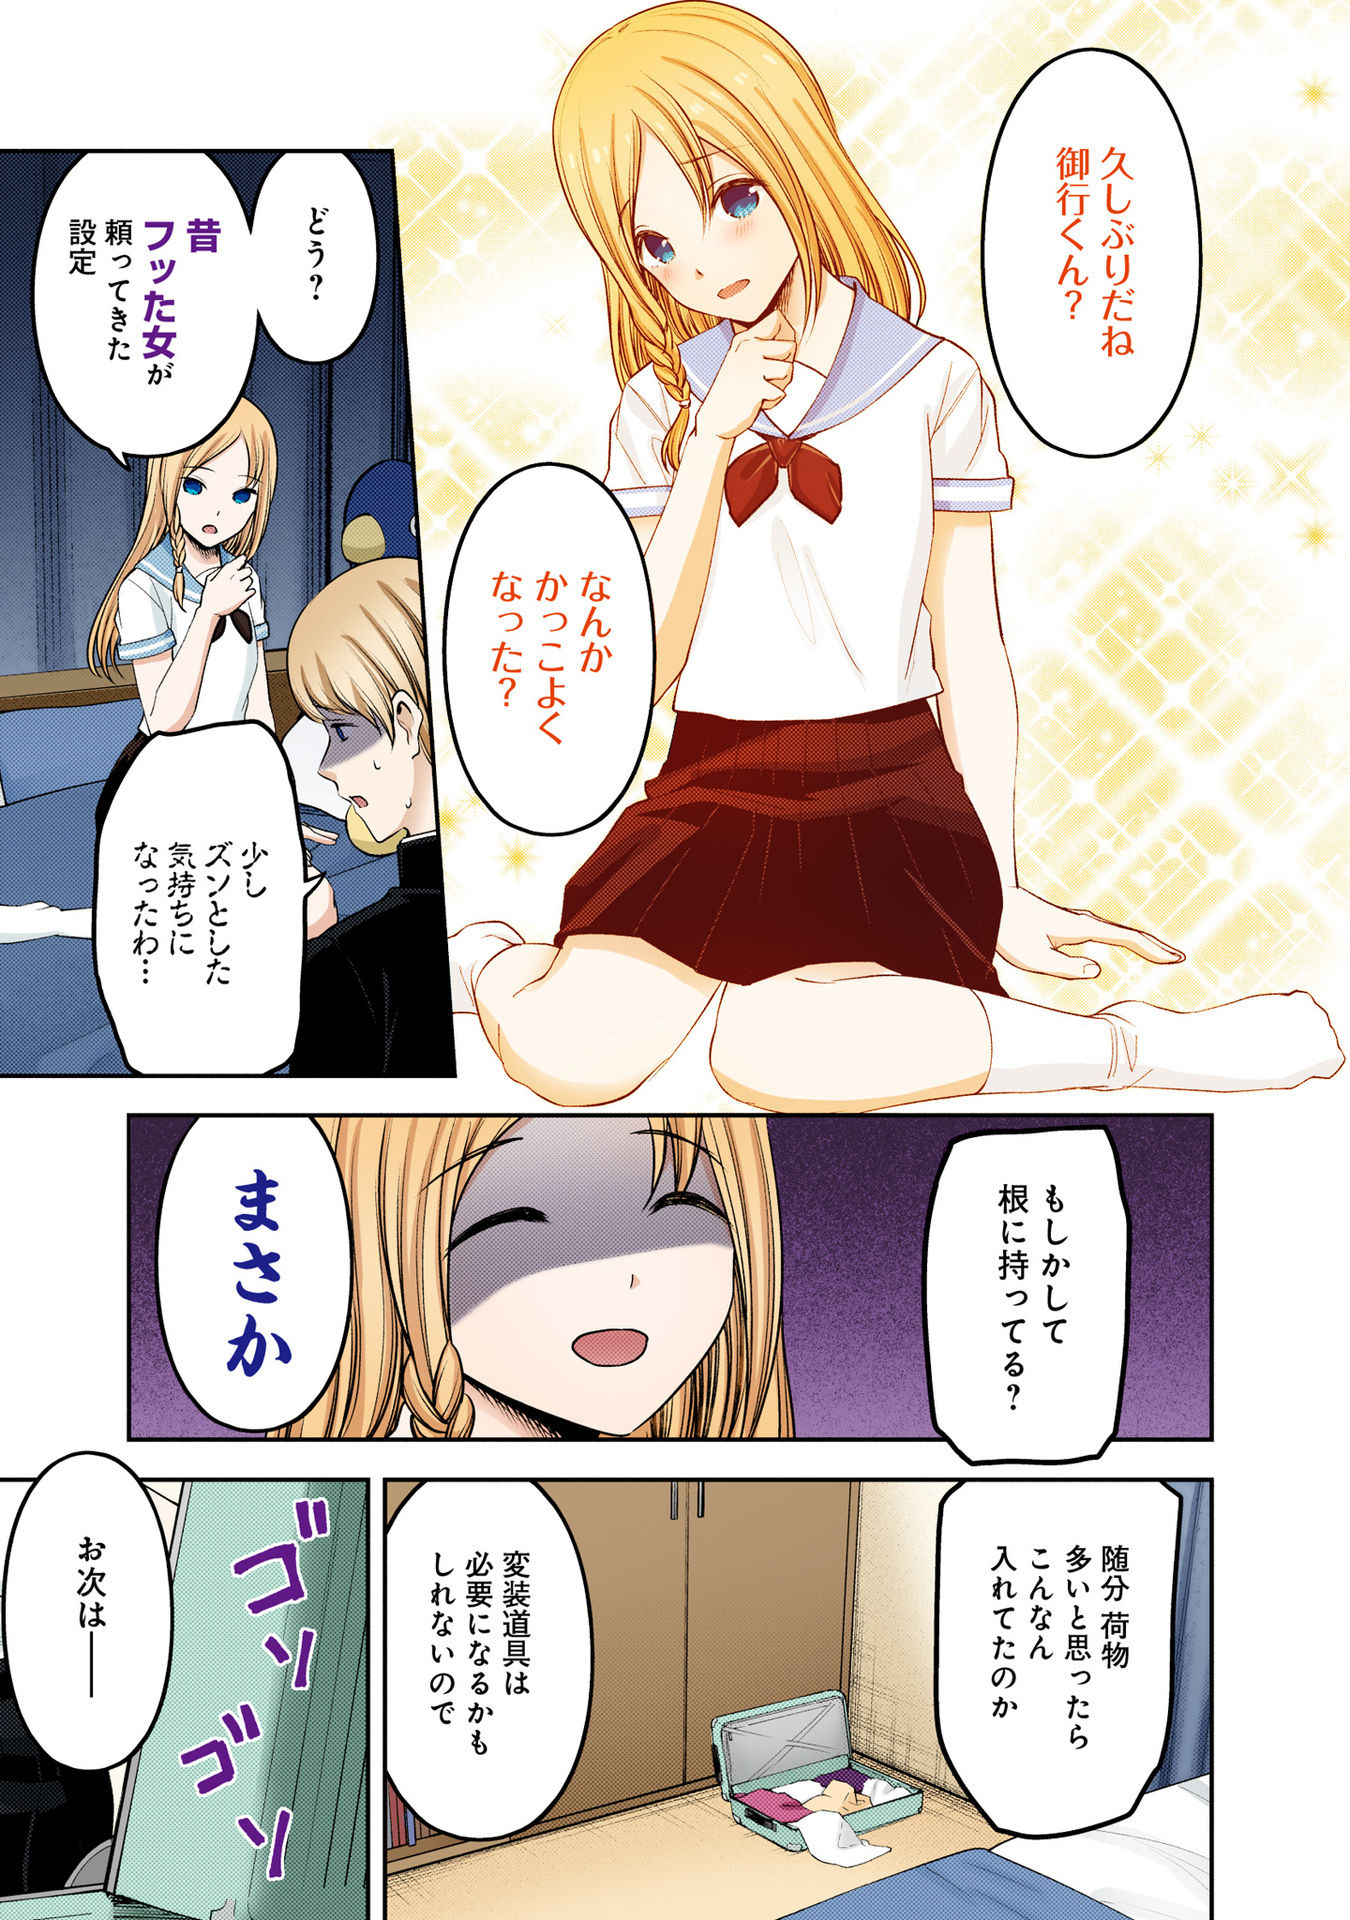 久しぶりだね
御行くん?
なんか
かっこよく
なった?
どう?
昔
フッた女が
頼ってきた
設定
少し
ズンとした
気持ちに
なったわ…
もしかして
根に持ってる?
まさか
随分 荷物
多いと思ったら
こんなん
入れてたのか
変装道具は
必要になるかも
しれないので
ゴソ
ゴソ
お次は──